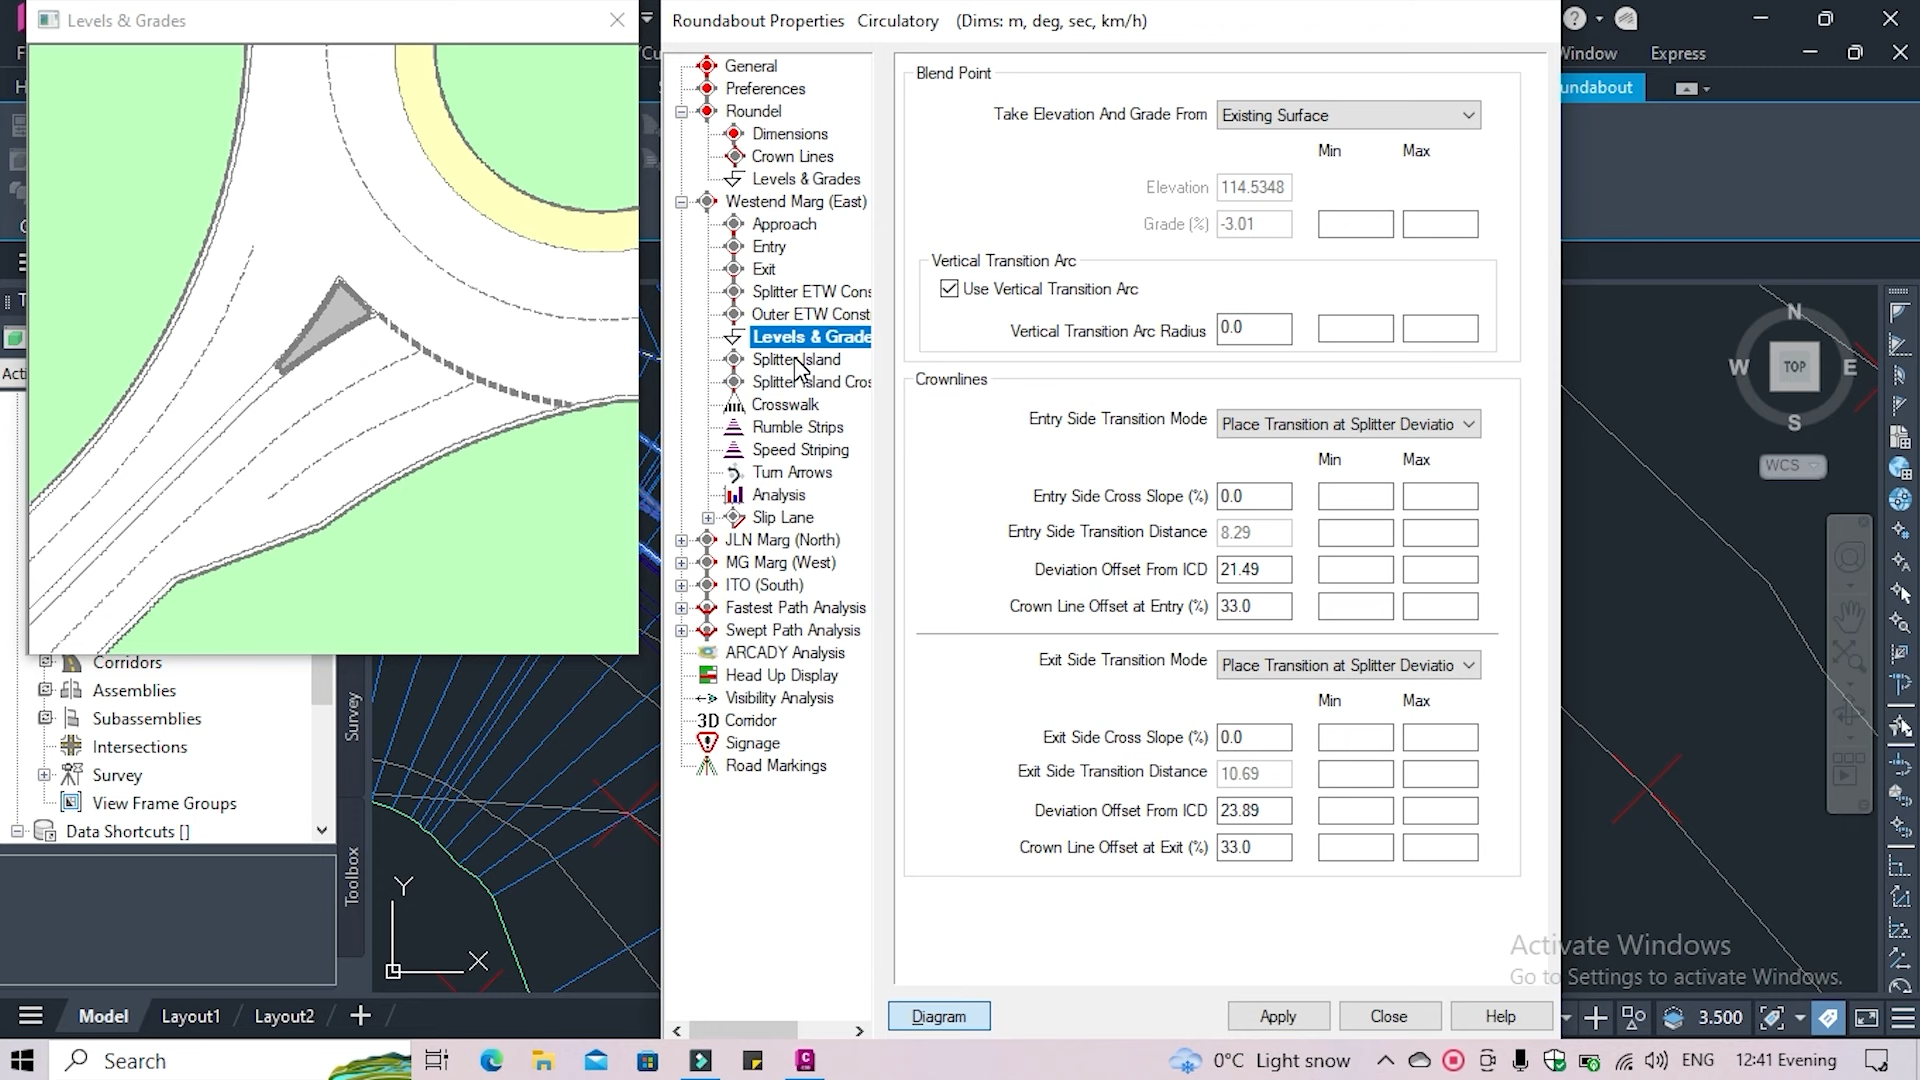 Levels & Grades
Roundabout Properties Circulatory (Dims: m, deg, sec, km/h)
Window
Express
undabout
General
Preferences
Roundel
Dimensions
Crown Lines
Levels & Grades
Westend Marg (East)
Approach
Entry
Exit
Splitter ETW Cons
Outer ETW Const
Levels & Grade
Splitter Island
Splitter Island Cros
Crosswalk
Rumble Strips
Speed Striping
Turn Arrows
Analysis
Slip Lane
JLN Marg (North)
MG Marg (West)
ITO (South)
Fastest Path Analysis
Swept Path Analysis
ARCADY Analysis
Head Up Display
Visibility Analysis
3D Corridor
Signage
Road Markings
Blend Point
Take Elevation And Grade From Existing Surface
Min Max
Elevation 114.5348
Grade (%) -3.01
Vertical Transition Arc
Use Vertical Transition Arc
Vertical Transition Arc Radius 0.0
Crownlines
Entry Side Transition Mode Place Transition at Splitter Deviatio
Min Max
Entry Side Cross Slope (%) 0.0
Entry Side Transition Distance 8.29
Deviation Offset From ICD 21.49
Crown Line Offset at Entry (%) 33.0
Exit Side Transition Mode Place Transition at Splitter Deviatio
Min Max
Exit Side Cross Slope (%) 0.0
Exit Side Transition Distance 10.69
Deviation Offset From ICD 23.89
Crown Line Offset at Exit (%) 33.0
Diagram Apply Close Help
N
W TOP E
S
WCS
Acti
Corridors
Assemblies
Subassemblies
Intersections
Survey
View Frame Groups
Data Shortcuts []
Survey
Toolbox
Y
X
Activate Windows
Go to Settings to activate Windows.
Model Layout1 Layout2
3.500
Search
0°C Light snow
ENG
12:41 Evening